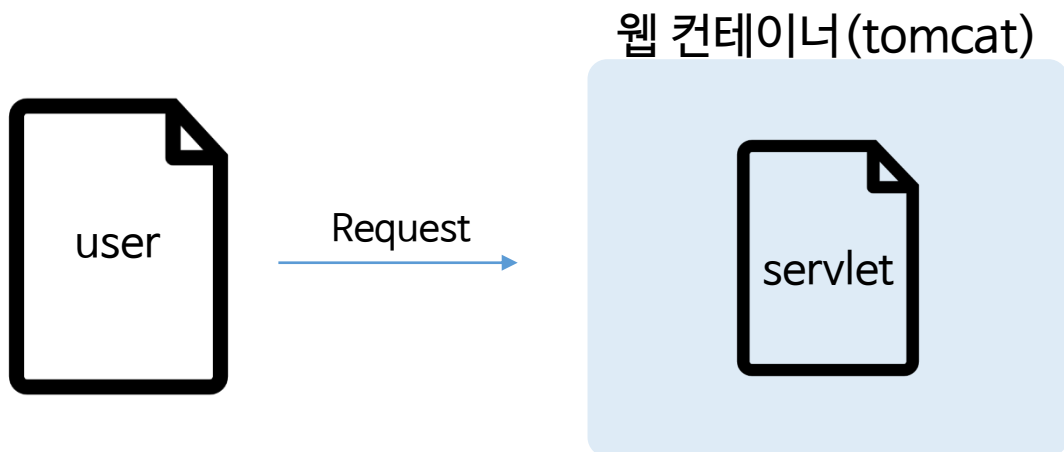 웹 컨테이너(tomcat)
user
Request
servlet